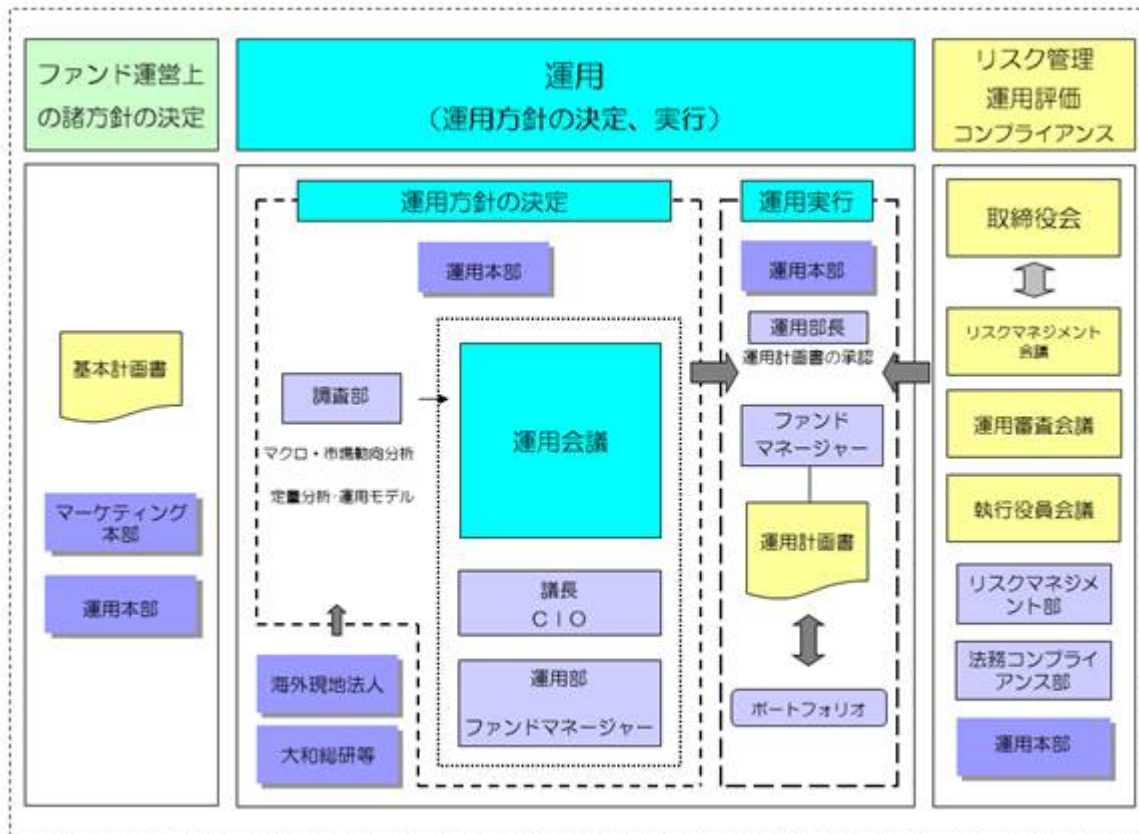 ファンド運営上
の諸方針の決定
運用
(運用方針の決定、実行)
リスク管理
運用評価
コンプライアンス
基本計画書
マーケティング
本部
運用本部
運用方針の決定
運用本部
調査部
マクロ・市場動向分析
定量分析・運用モデル
運用会議
議長
CIO
運用部
ファンドマネージャー
海外現地法人
大和総研等
運用実行
運用本部
運用部長
運用計画書の承認
ファンド
マネージャー
運用計画書
ポートフォリオ
取締役会
リスクマネジメント
会議
運用審査会議
執行役員会議
リスクマネジメ
ント部
法務コンプライ
アンス部
運用本部